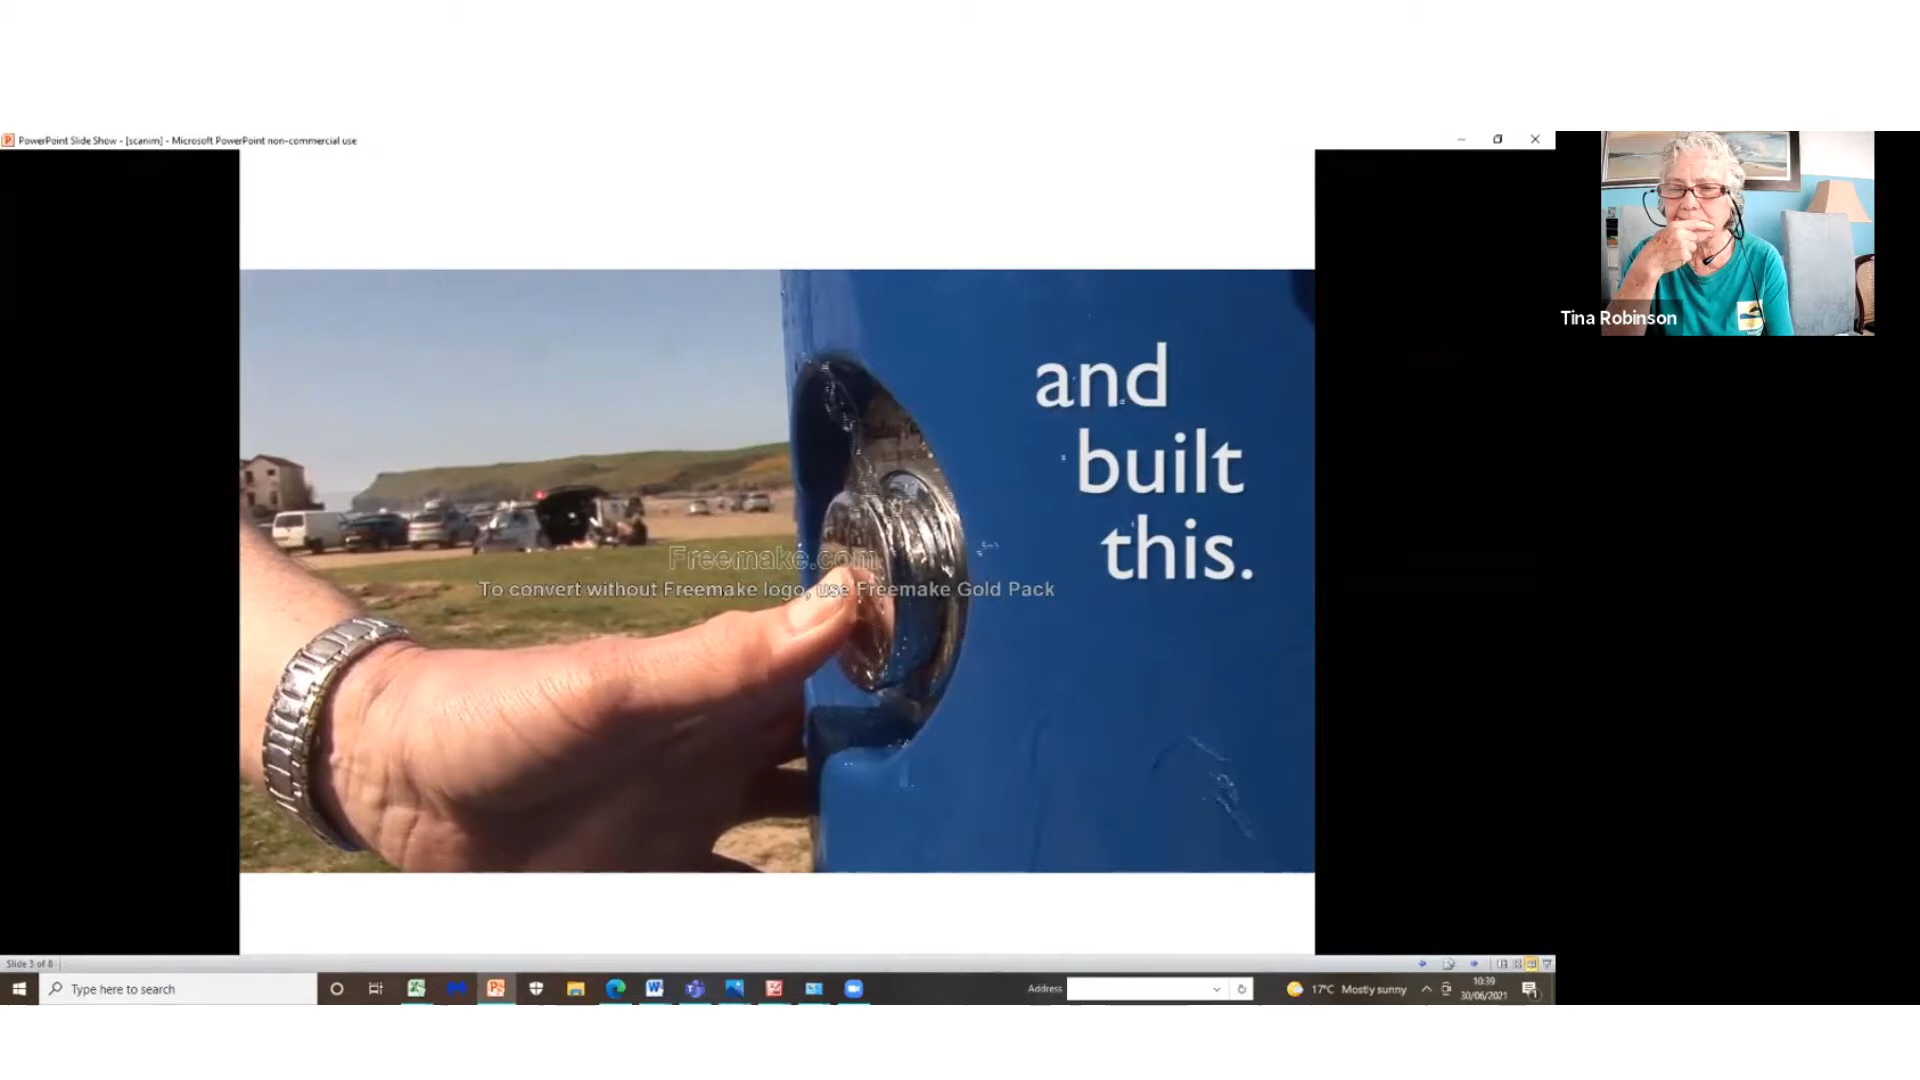 PowerPoint Slide Show - [scanim] - Microsoft PowerPoint non-commercial use
Tina Robinson
and
built
this.
Freemake.com
To convert without Freemake logo, use Freemake Gold Pack
Slide 3 of 8
Type here to search
Address
17°C Mostly sunny
10:39
30/06/2021